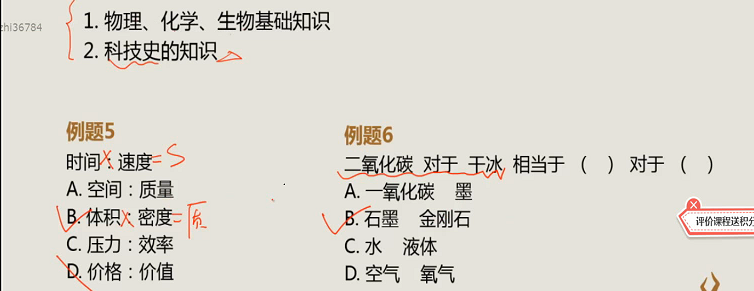 1. 物理、化学、生物基础知识
zhi36784
2. 科技史的知识
例题5
时间：速度=S
A. 空间：质量
B. 体积：密度=质
C. 压力：效率
D. 价格：价值
例题6
二氧化碳 对于 干冰 相当于 （ ） 对于 （ ）
A. 一氧化碳 墨
B. 石墨 金刚石
C. 水 液体
D. 空气 氧气
评价课程送积分